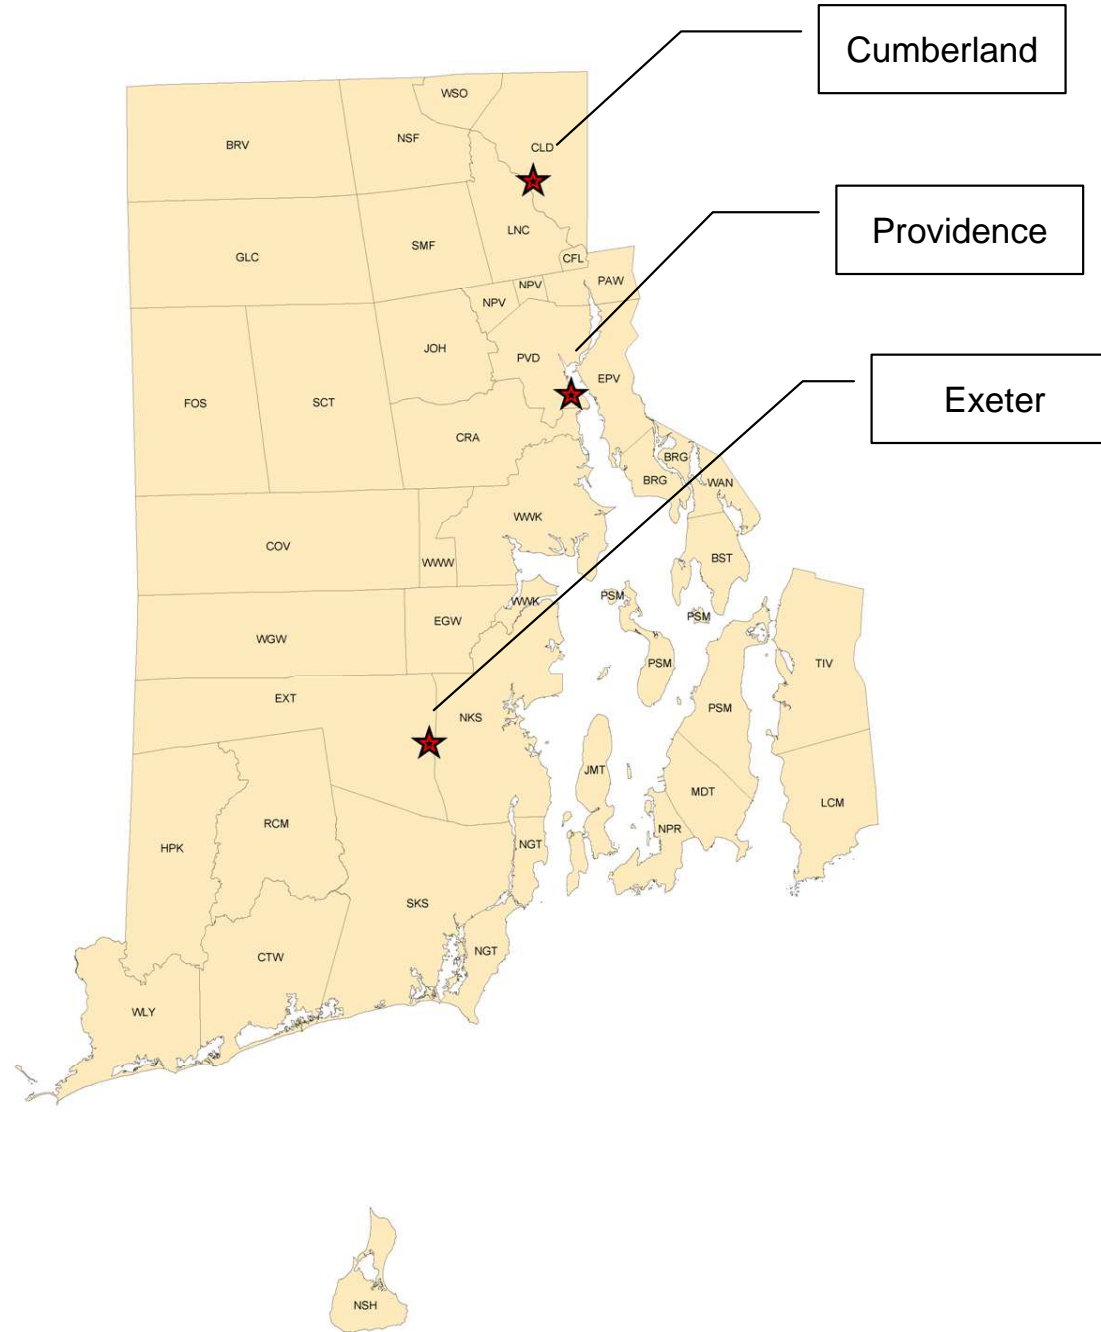 Cumberland
WSO
NSF
BRV
CLD
Providence
LNC
SMF
GLC
CFL
PAW
NPV
NPV
JOH
PVD
EPV
Exeter
FOS
SCT
CRA
BRG
BRG
WAN
WWK
COV
WWW
BST
PSM
WWK
PSM
EGW
WGW
PSM
TIV
EXT
PSM
NKS
JMT
MDT
LCM
RCM
NPR
HPK
NGT
SKS
NGT
CTW
WLY
NSH